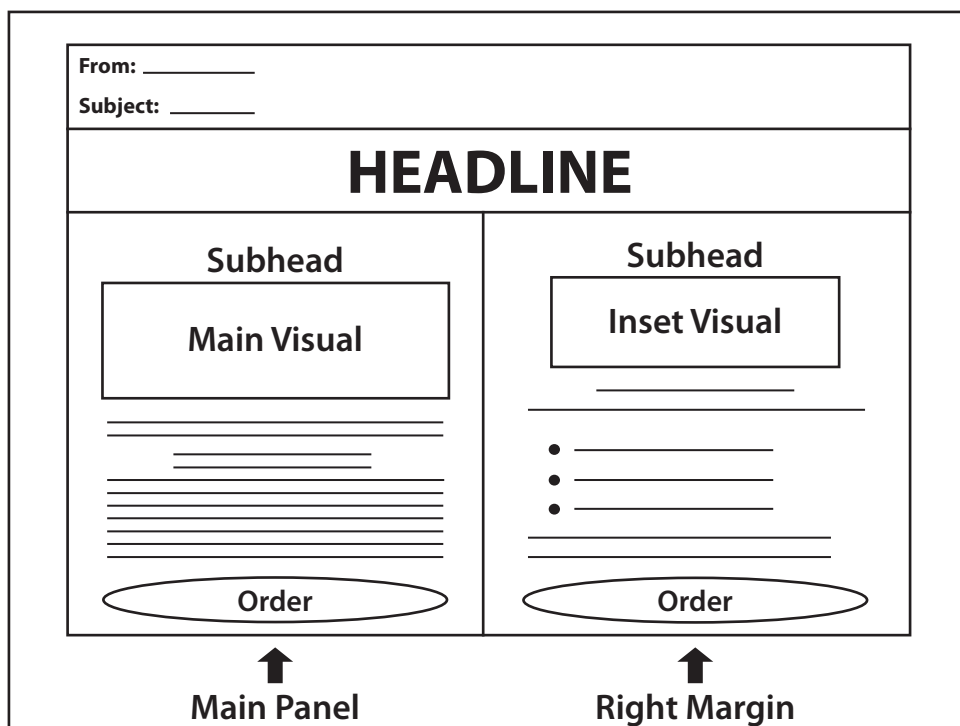 From:
Subject:
HEADLINE
Subhead
Main Visual
Order
Subhead
Inset Visual
Order
Main Panel
Right Margin